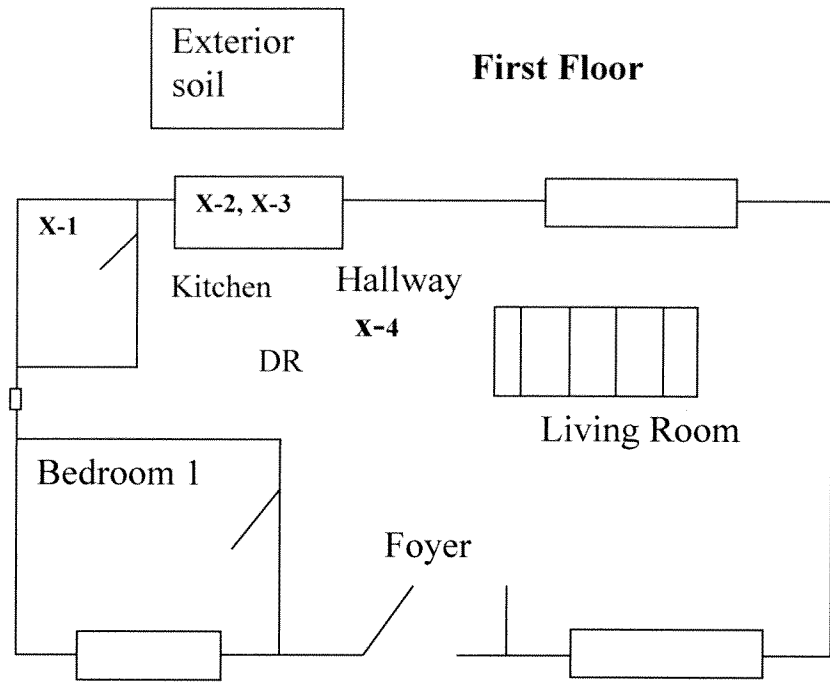 Exterior
soil
First Floor
X-1
X-2, X-3
Kitchen
Hallway
X-4
DR
Living Room
Bedroom 1
Foyer